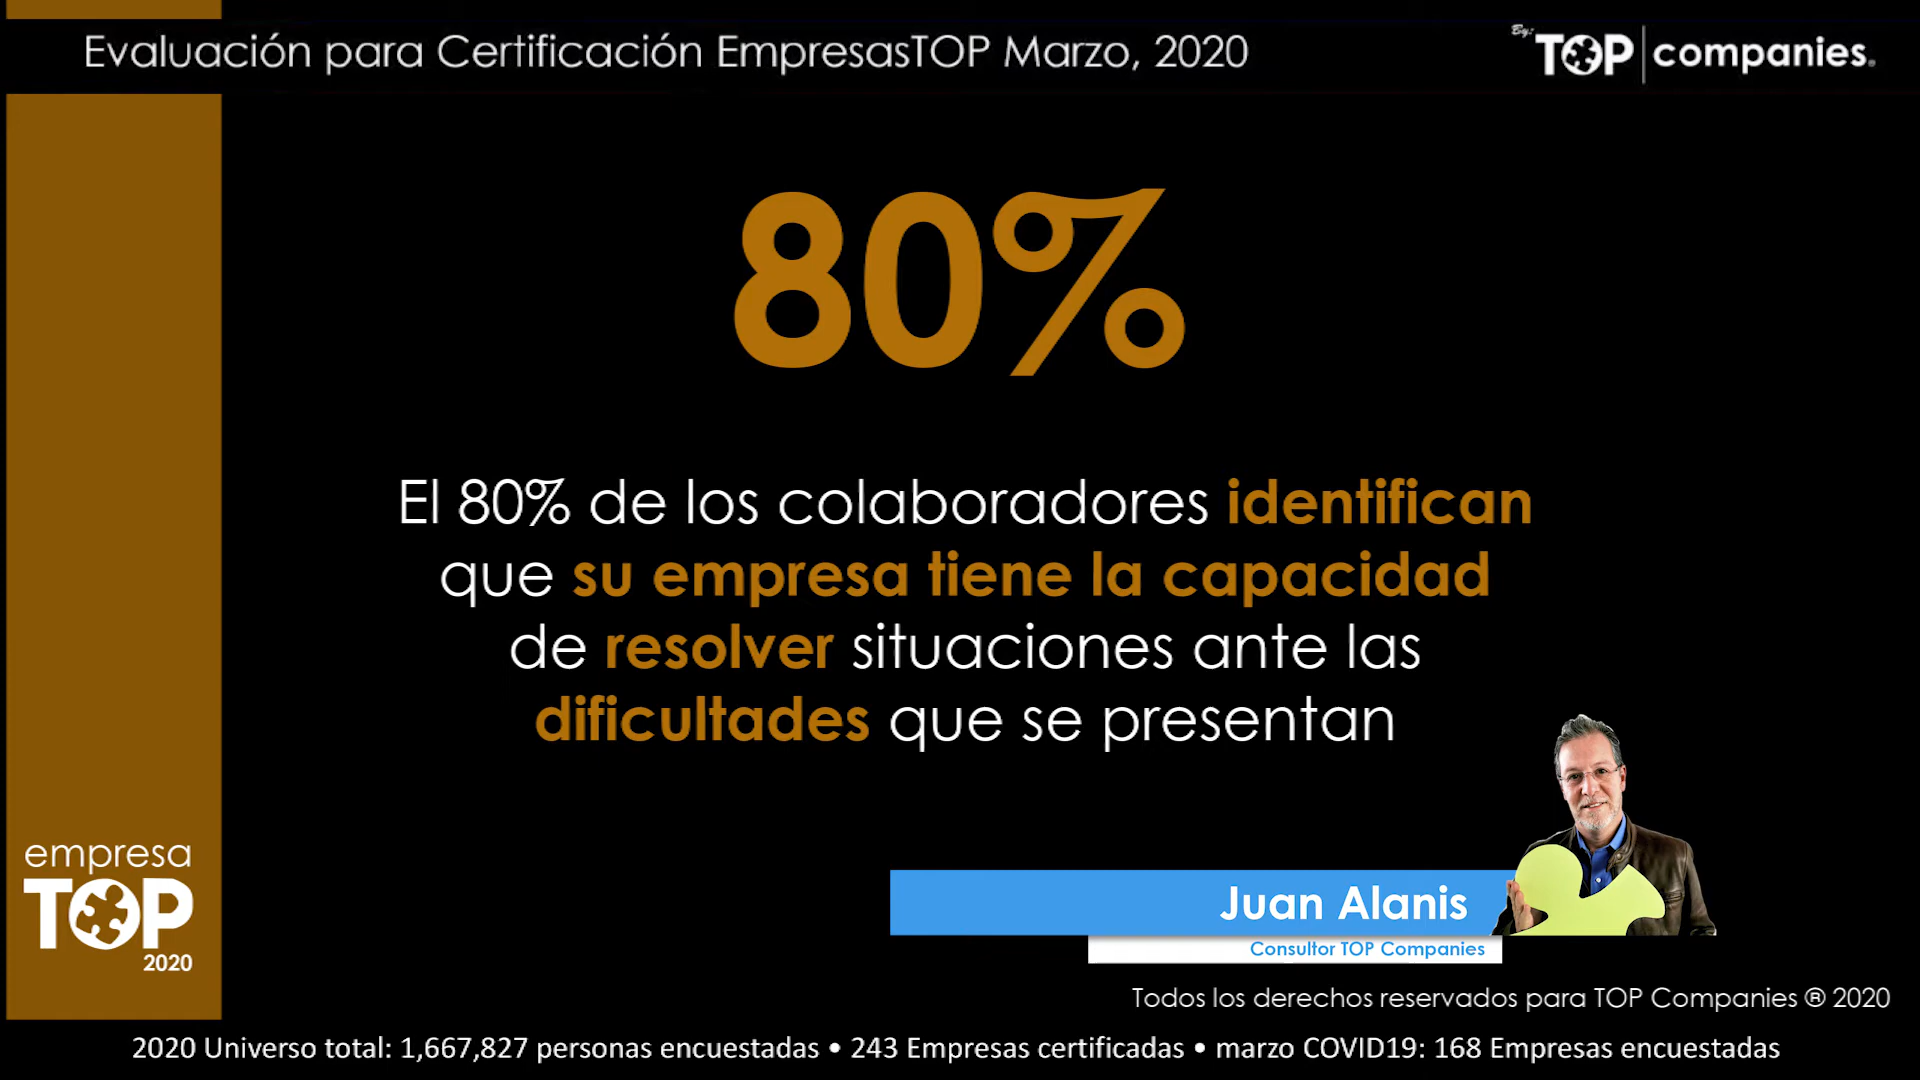 Evaluación para Certificación EmpresasTOP Marzo, 2020
By: TOP companies.
80%
El 80% de los colaboradores identifican
que su empresa tiene la capacidad
de resolver situaciones ante las
dificultades que se presentan
empresa
TOP
2020
Juan Alanis
Consultor TOP Companies
Todos los derechos reservados para TOP Companies ® 2020
2020 Universo total: 1,667,827 personas encuestadas • 243 Empresas certificadas • marzo COVID19: 168 Empresas encuestadas